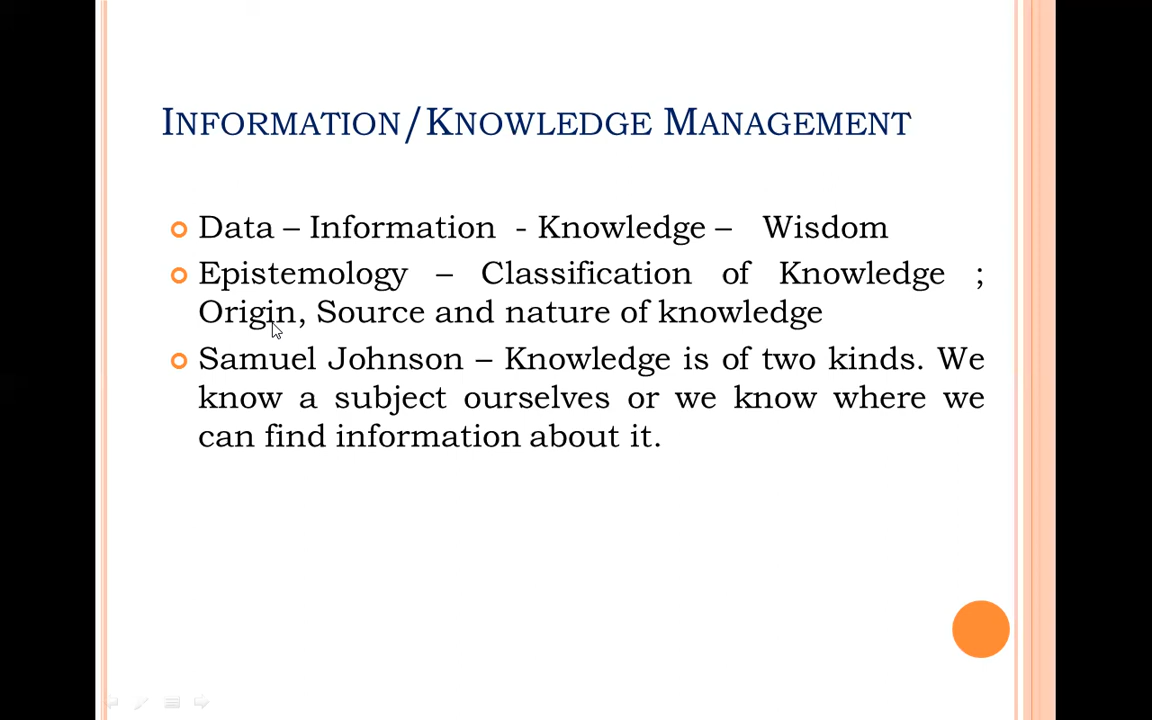 INFORMATION/KNOWLEDGE MANAGEMENT
Data – Information - Knowledge – Wisdom
Epistemology – Classification of Knowledge ;
Origin, Source and nature of knowledge
Samuel Johnson – Knowledge is of two kinds. We
know a subject ourselves or we know where we
can find information about it.